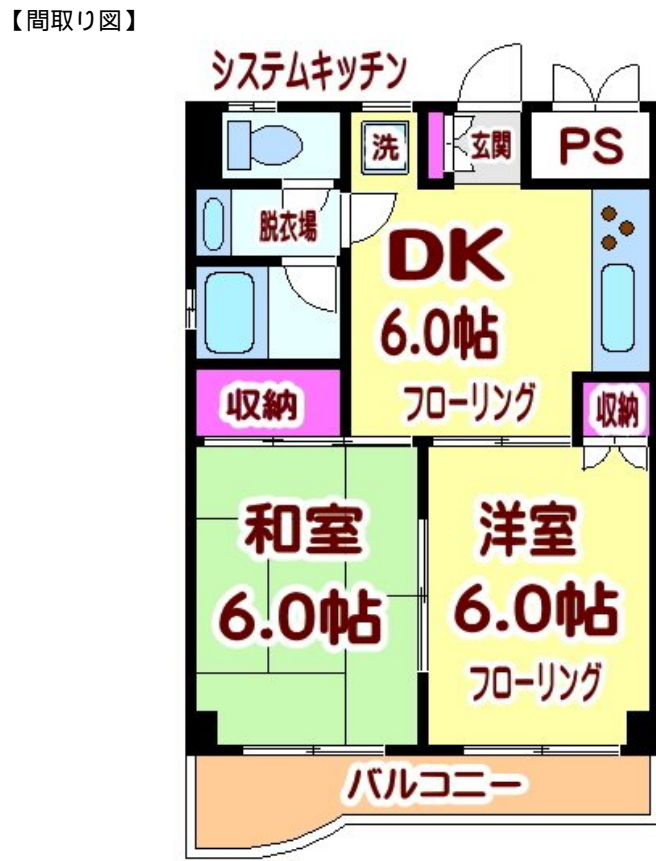 【間取り図】
システムキッチン
洗
玄関
PS
脱衣場
DK
6.0帖
フローリング
収納
収納
和室
6.0帖
洋室
6.0帖
フローリング
バルコニー